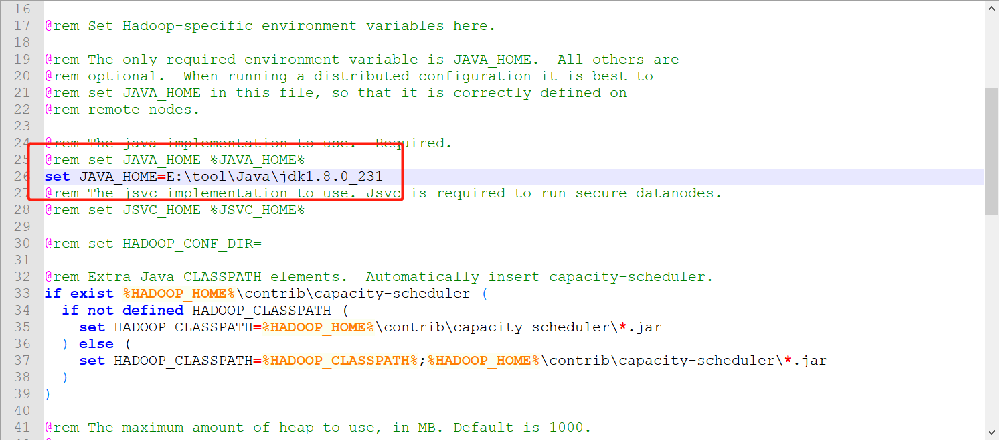 16
17 @rem Set Hadoop-specific environment variables here.
18
19 @rem The only required environment variable is JAVA_HOME.  All others are
20 @rem optional.  When running a distributed configuration it is best to
21 @rem set JAVA_HOME in this file, so that it is correctly defined on
22 @rem remote nodes.
23
24 @rem The java implementation to use.  Required.
25 @rem set JAVA_HOME=%JAVA_HOME%
26 set JAVA_HOME=E:\tool\Java\jdk1.8.0_231
27 @rem The jsvc implementation to use. Jsvc is required to run secure datanodes.
28 @rem set JSVC_HOME=%JSVC_HOME%
29
30 @rem set HADOOP_CONF_DIR=
31
32 @rem Extra Java CLASSPATH elements.  Automatically insert capacity-scheduler.
33 if exist %HADOOP_HOME%\contrib\capacity-scheduler (
34   if not defined HADOOP_CLASSPATH (
35     set HADOOP_CLASSPATH=%HADOOP_HOME%\contrib\capacity-scheduler\*.jar
36   ) else (
37     set HADOOP_CLASSPATH=%HADOOP_CLASSPATH%;%HADOOP_HOME%\contrib\capacity-scheduler\*.jar
38   )
39 )
40
41 @rem The maximum amount of heap to use, in MB. Default is 1000.